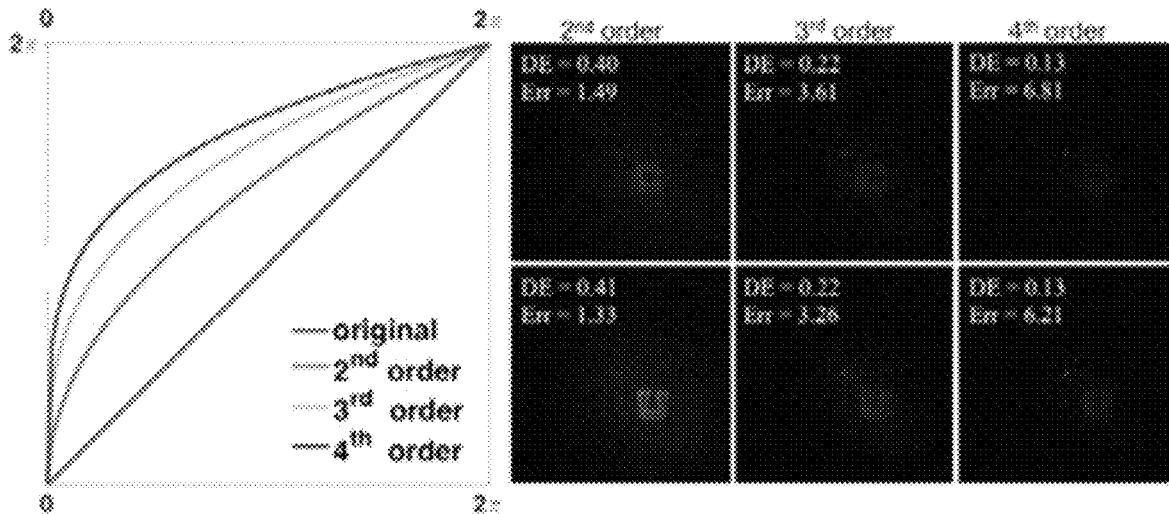 0
2π
2π
original
2nd order
3rd order
4th order
0
2π
2nd order
3rd order
4th order
DE = 0.40
Err = 1.49
DE = 0.22
Err = 3.61
DE = 0.13
Err = 6.81
DE = 0.41
Err = 1.33
DE = 0.22
Err = 3.26
DE = 0.13
Err = 6.21